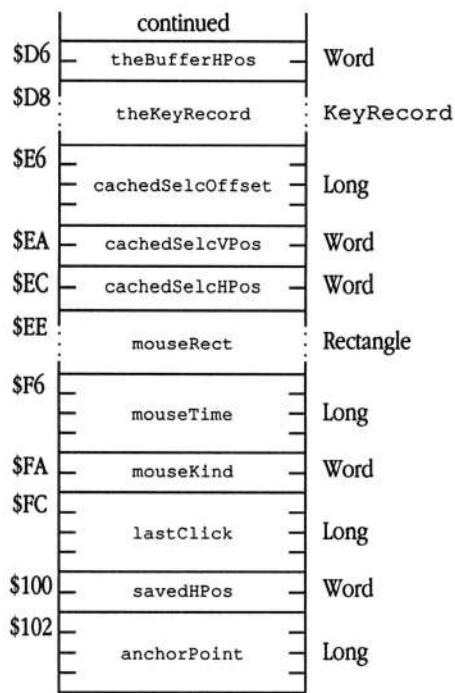 continued
$D6 theBufferHPos Word
$D8 theKeyRecord KeyRecord
$E6 cachedSelcOffset Long
$EA cachedSelcVPos Word
$EC cachedSelcHPos Word
$EE mouseRect Rectangle
$F6 mouseTime Long
$FA mouseKind Word
$FC lastClick Long
$100 savedHPos Word
$102 anchorPoint Long